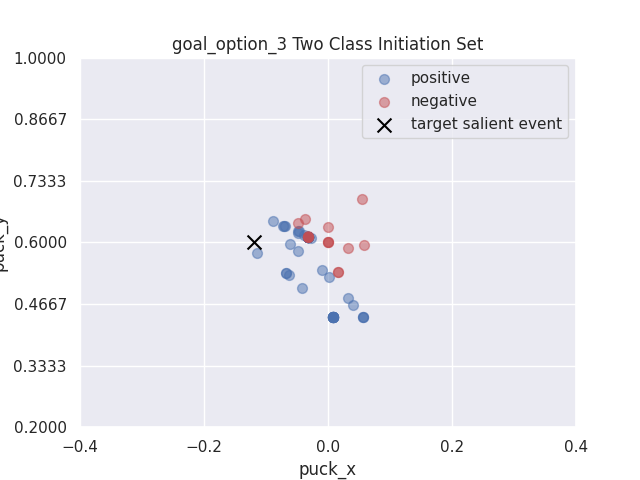 goal_option_3 Two Class Initiation Set
positive
negative
target salient event
1.0000
0.8667
0.7333
0.6000
0.4667
0.3333
0.2000
puck_y
−0.4
−0.2
0.0
0.2
0.4
puck_x